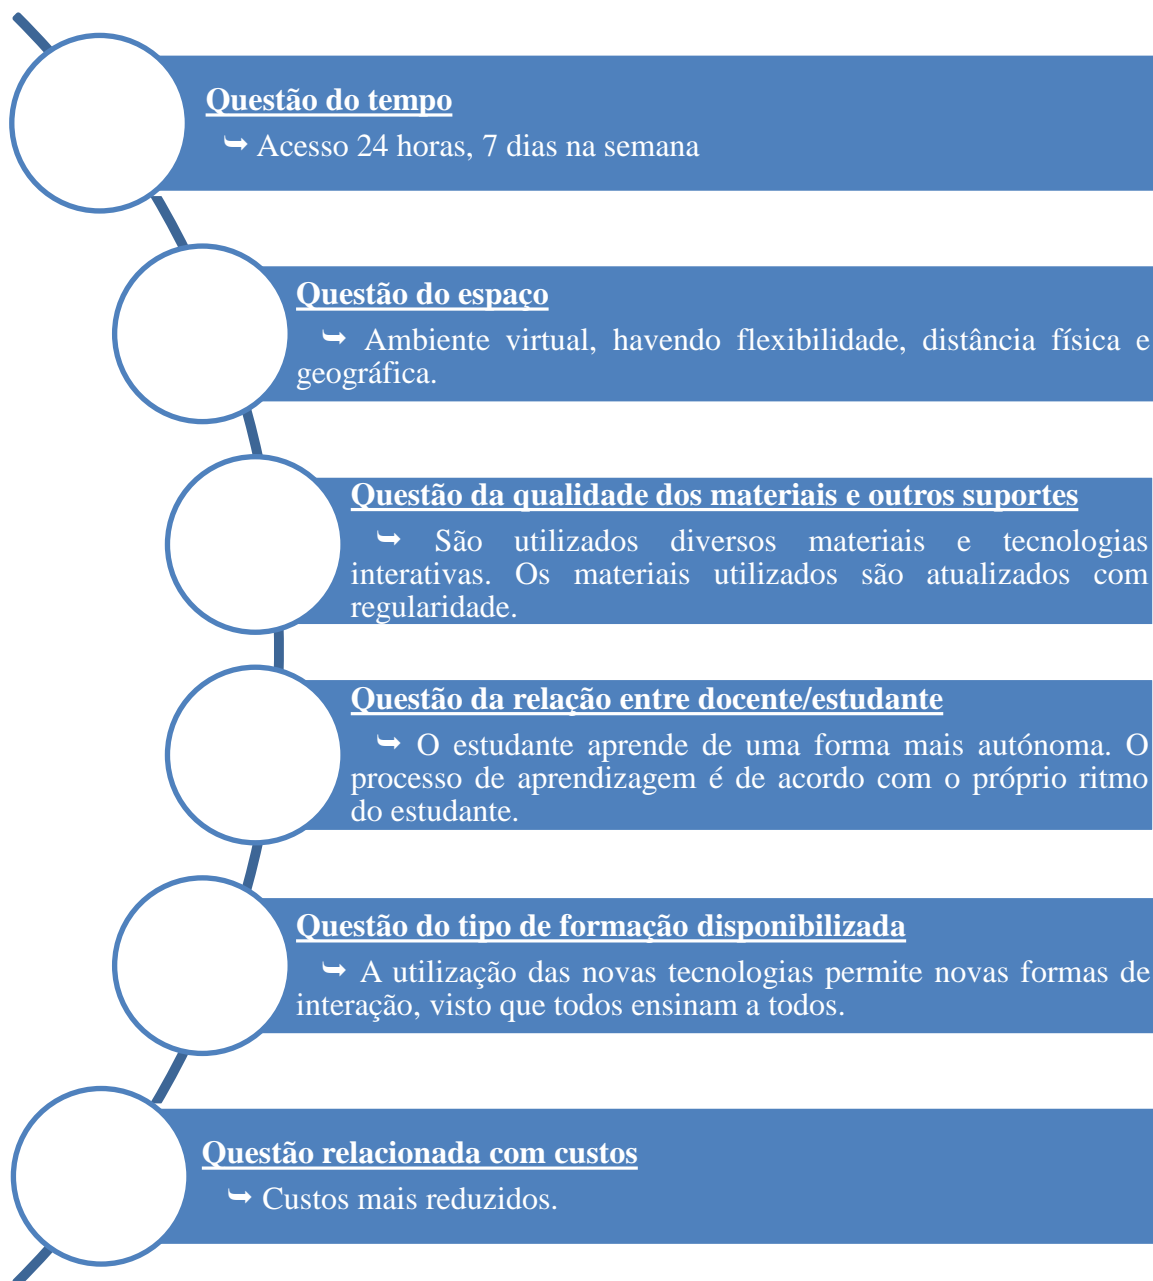 Questão do tempo
➥ Acesso 24 horas, 7 dias na semana
Questão do espaço
➥ Ambiente virtual, havendo flexibilidade, distância física e
geográfica.
Questão da qualidade dos materiais e outros suportes
➥ São utilizados diversos materiais e tecnologias
interativas. Os materiais utilizados são atualizados com
regularidade.
Questão da relação entre docente/estudante
➥ O estudante aprende de uma forma mais autónoma. O
processo de aprendizagem é de acordo com o próprio ritmo
do estudante.
Questão do tipo de formação disponibilizada
➥ A utilização das novas tecnologias permite novas formas de
interação, visto que todos ensinam a todos.
Questão relacionada com custos
➥ Custos mais reduzidos.